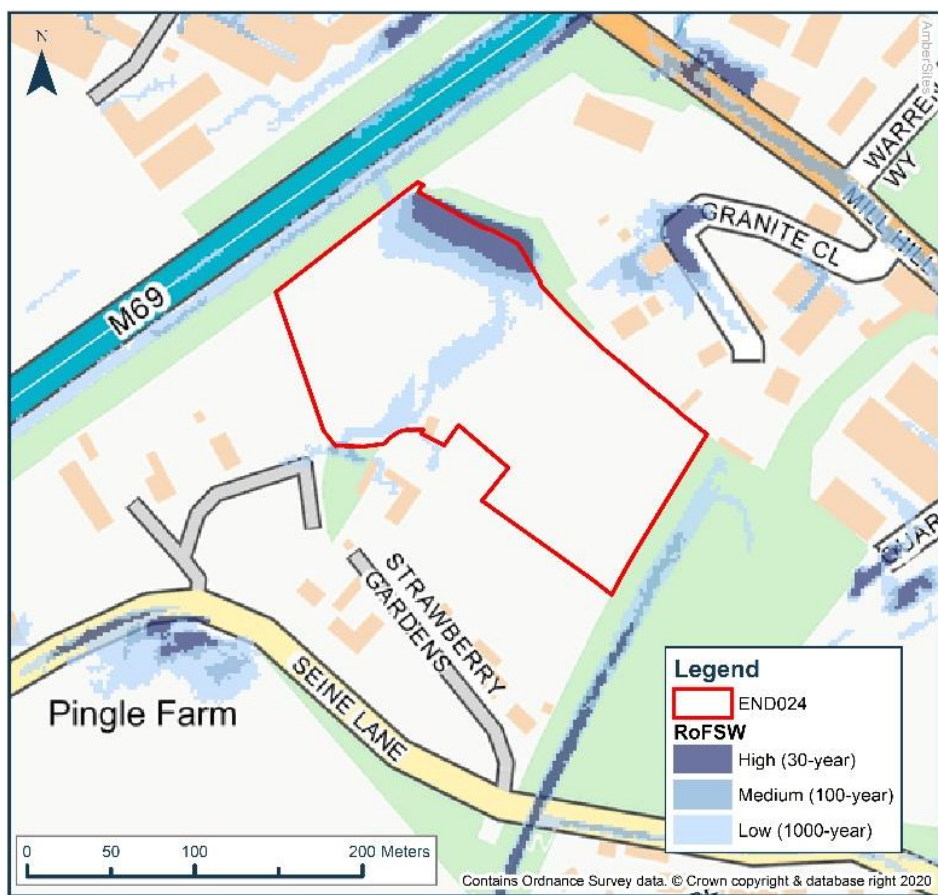 N
AmberSites
WARREN
WY
MILL HILL
GRANITE CL
M69
QUAR
STRAWBERRY
GARDENS
SEINE LANE
Pingle Farm
Legend
END024
RoFSW
High (30-year)
Medium (100-year)
Low (1000-year)
0 50 100 200 Meters
Contains Ordnance Survey data. © Crown copyright & database right 2020